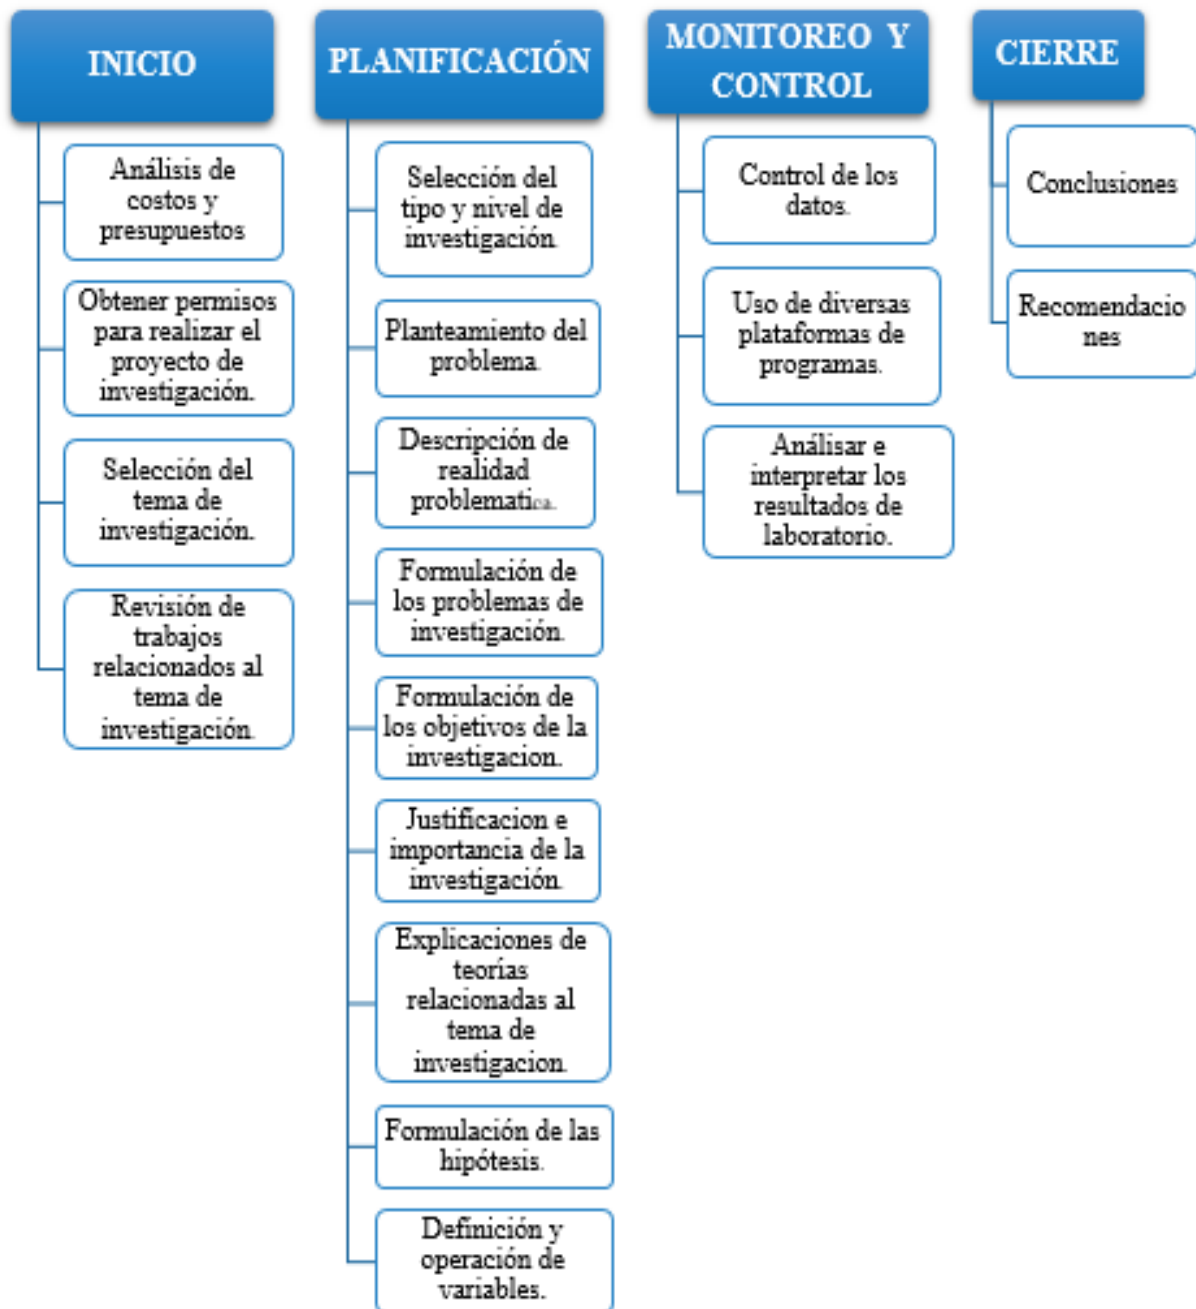 INICIO
Análisis de
costos y
presupuestos
Obtener permisos
para realizar el
proyecto de
investigación.
Selección del
tema de
investigación.
Revisión de
trabajos
relacionados al
tema de
investigación.
PLANIFICACIÓN
Selección del
tipo y nivel de
investigación.
Planteamiento del
problema.
Descripción de
realidad
problematica.
Formulación de
los problemas de
investigación.
Formulación de
los objetivos de la
investigacion.
Justificacion e
importancia de la
investigación.
Explicaciones de
teorías
relacionadas al
tema de
investigacion.
Formulación de las
hipótesis.
Definición y
operación de
variables.
MONITOREO Y
CONTROL
Control de los
datos.
Uso de diversas
plataformas de
programas.
Análisar e
interpretar los
resultados de
laboratorio.
CIERRE
Conclusiones
Recomendacio
nes